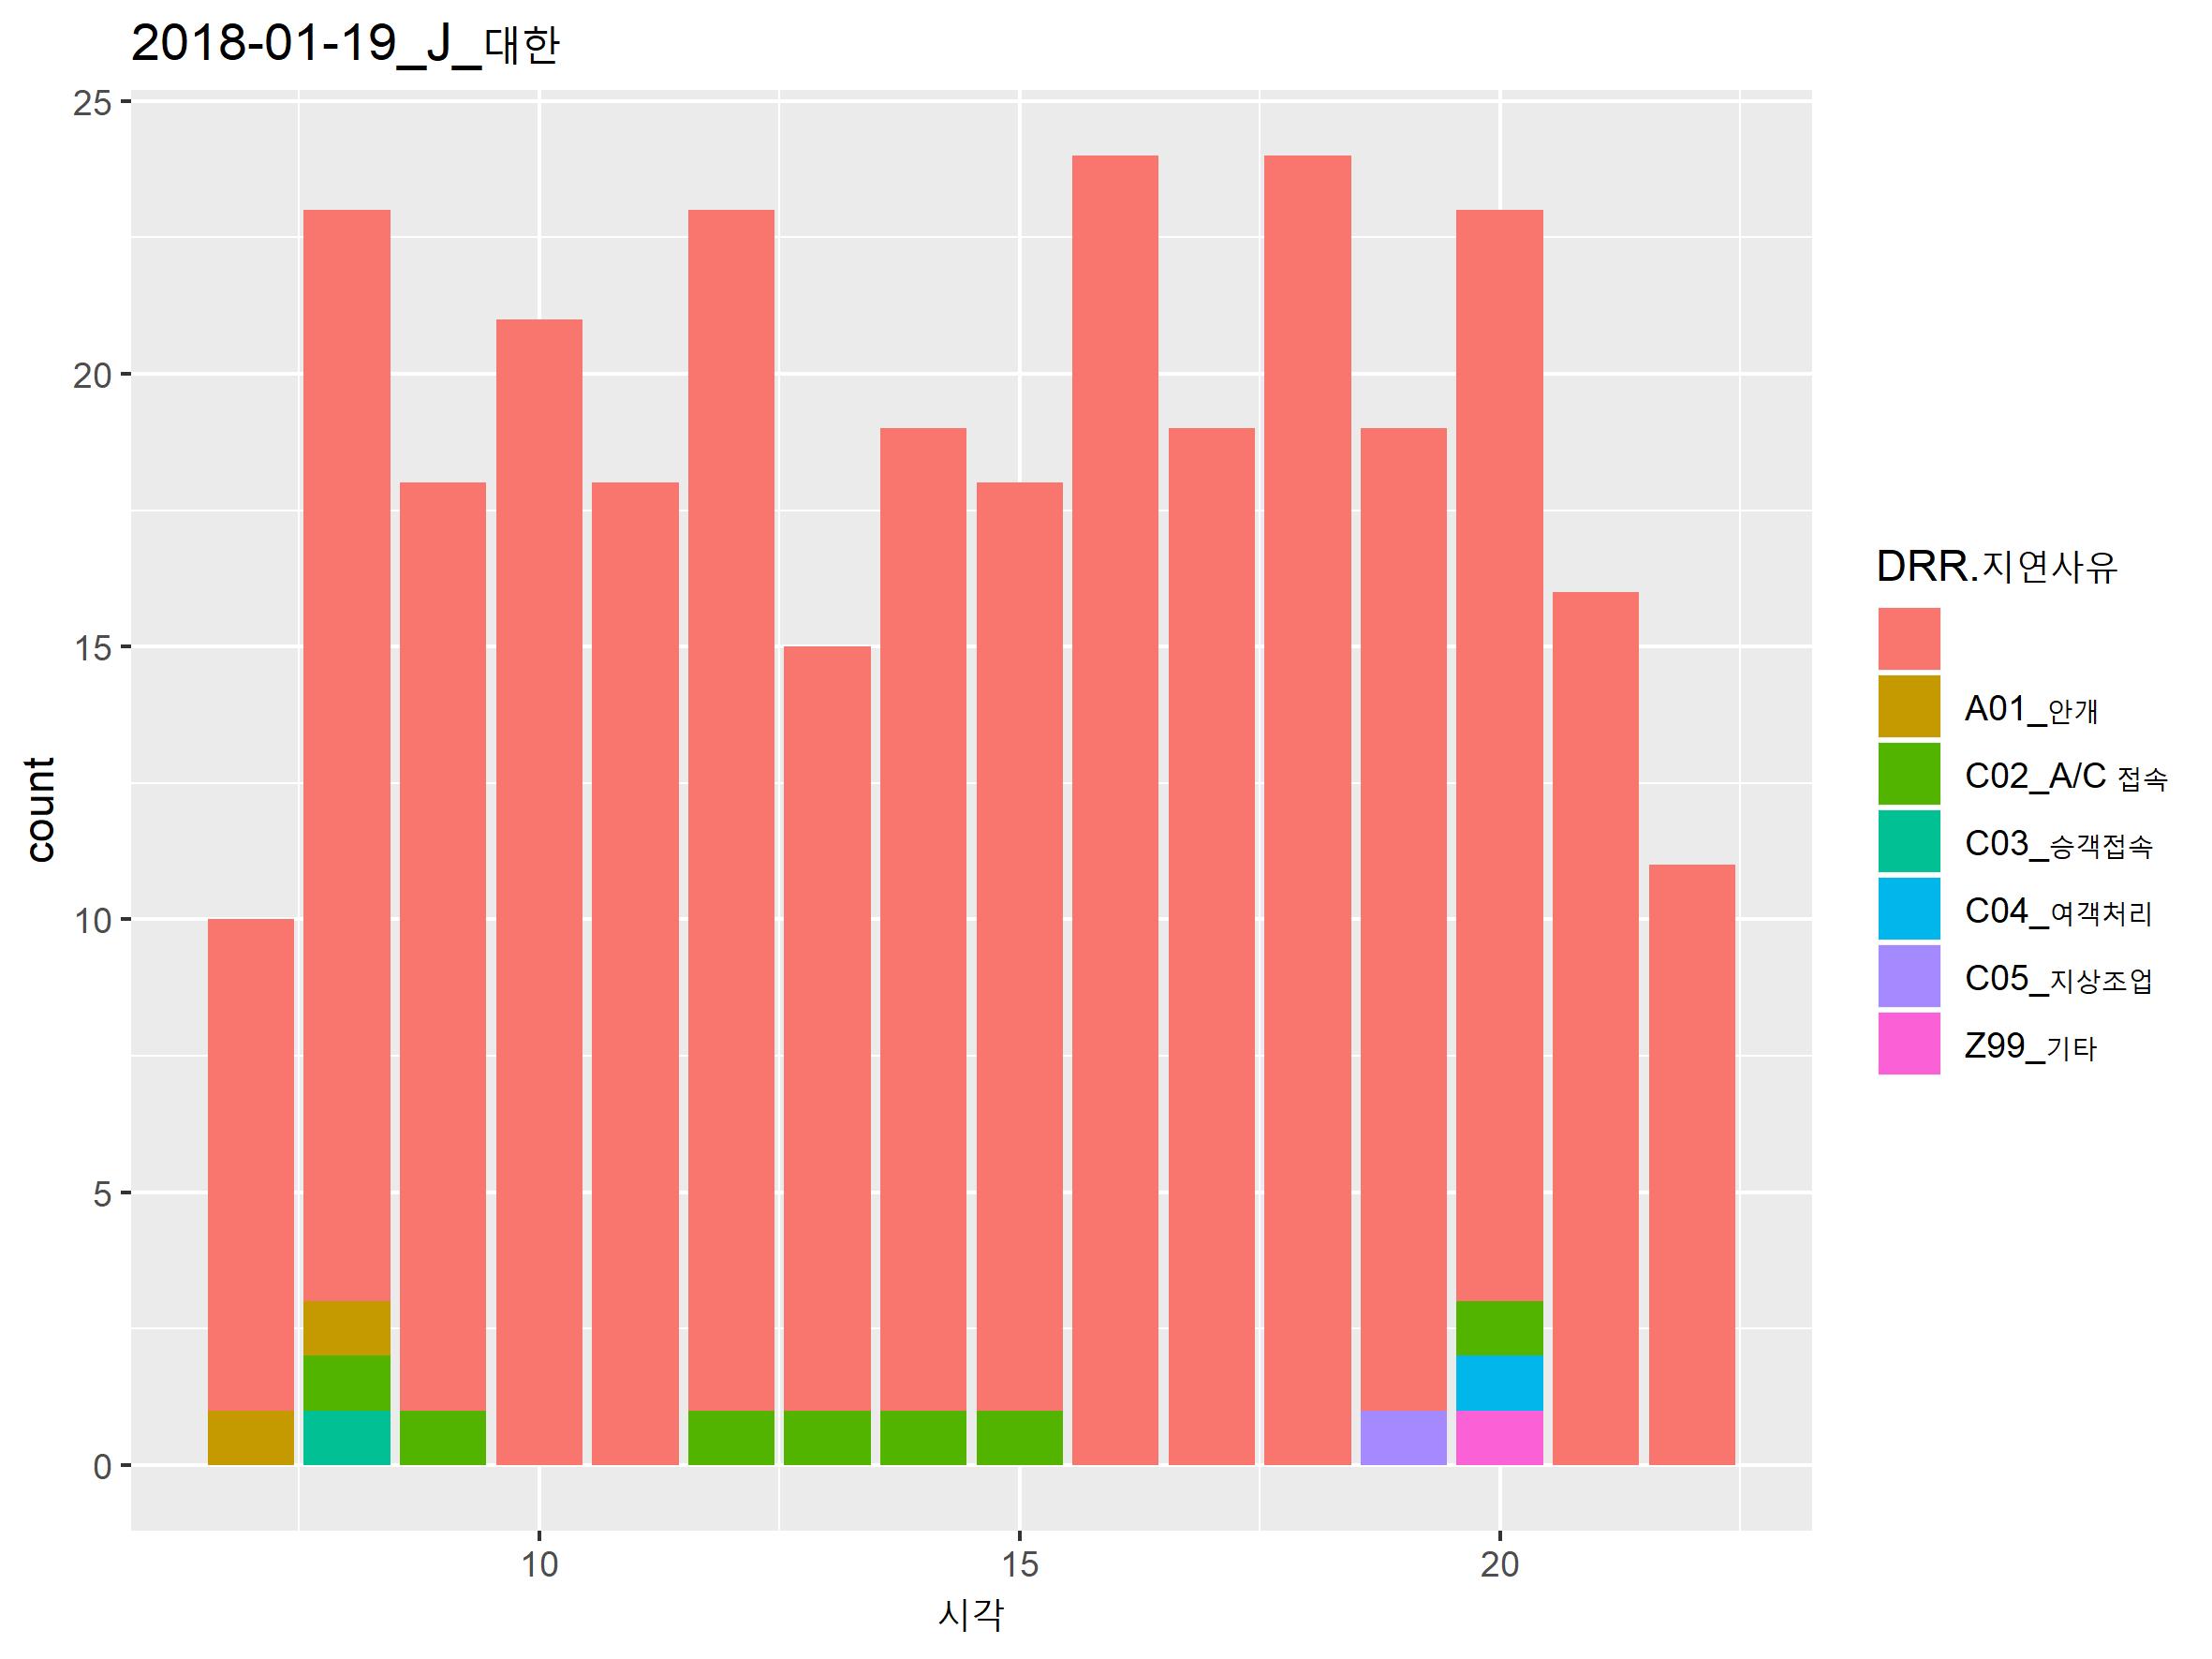 2018-01-19_J_대한
25
20
15
10
5
0
count
10 15 20
시각
DRR.지연사유
A01_안개
C02_A/C 접속
C03_승객접속
C04_여객처리
C05_지상조업
Z99_기타